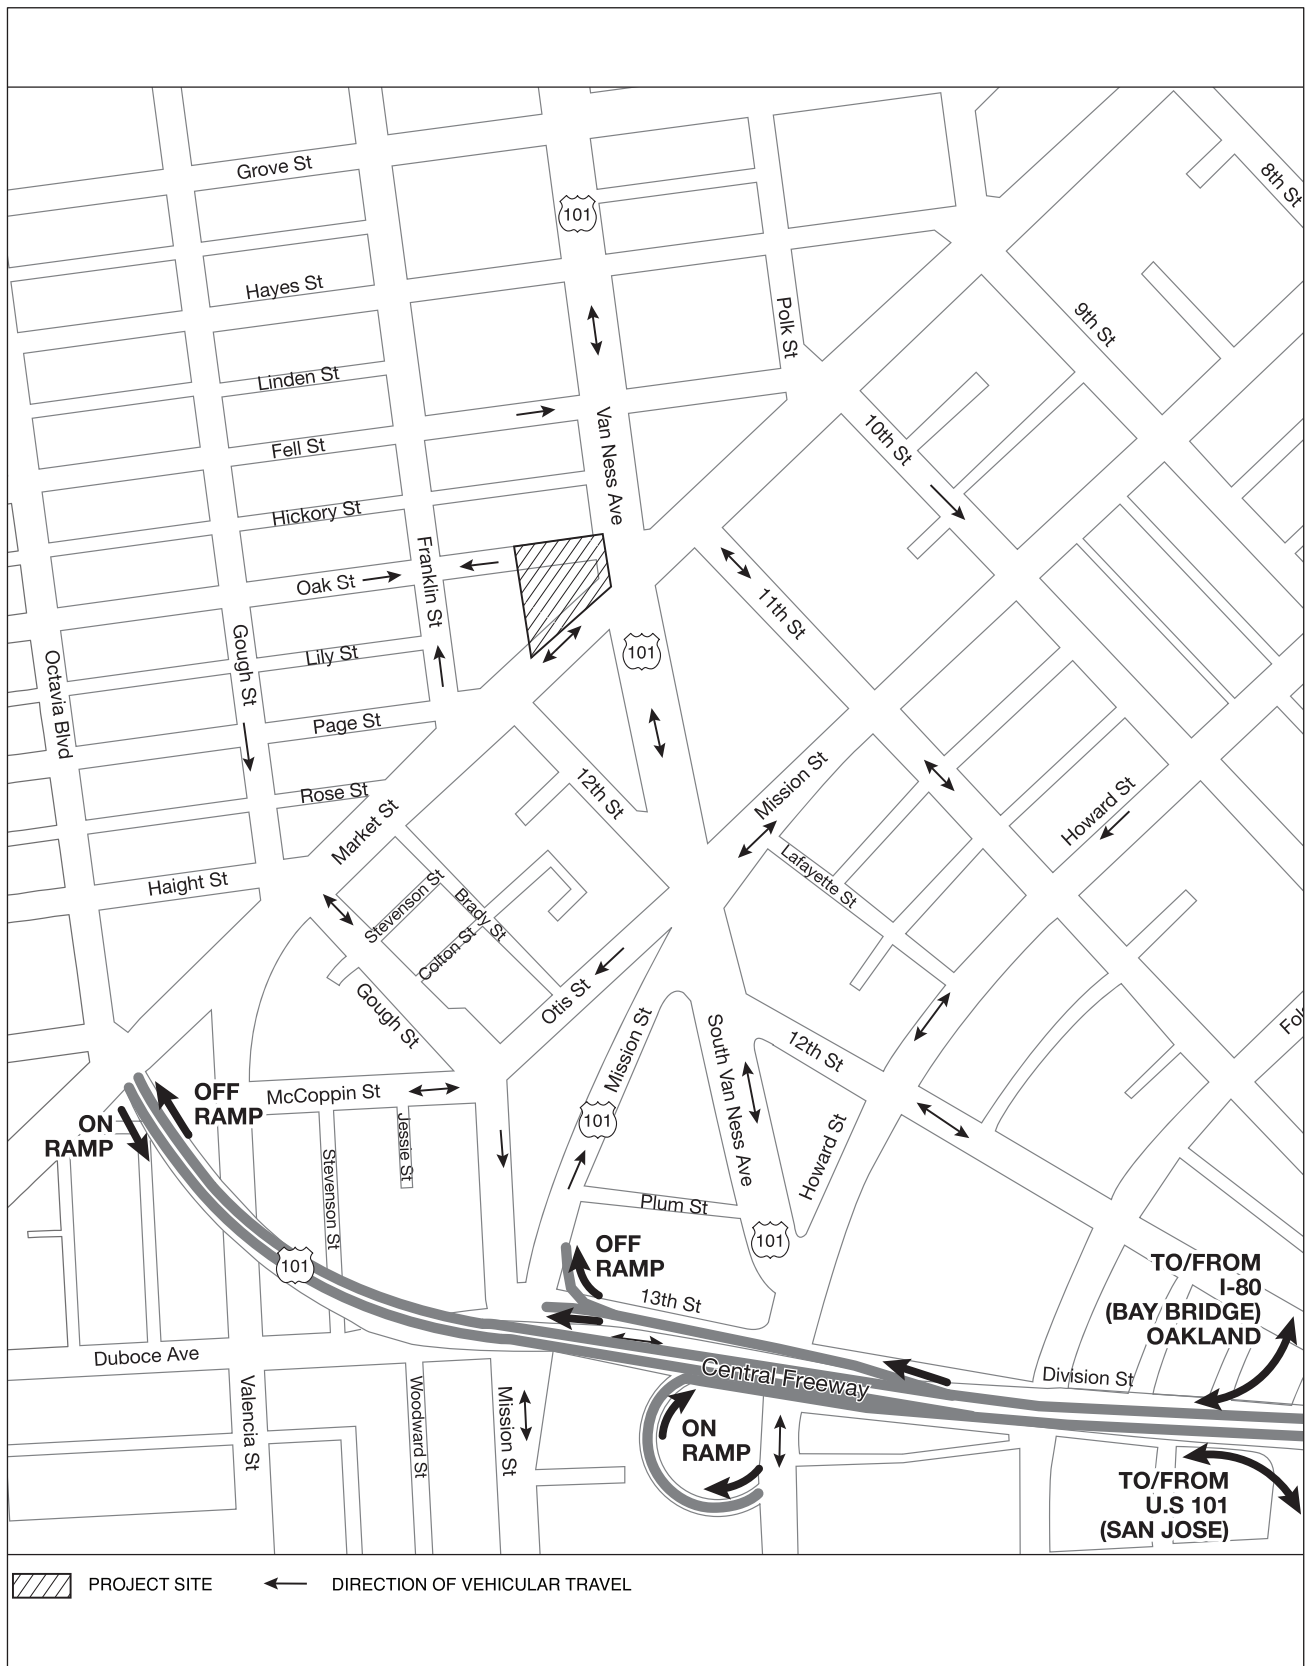 Grove St
8th St
101
Hayes St
Polk St
9th St
Linden St
Van Ness Ave
10th St
Fell St
Hickory St
Franklin St
Oak St
11th St
Gough St
Lily St
101
Octavia Blvd
Page St
12th St
Mission St
Rose St
Howard St
Market St
Lafayette St
Haight St
Stevenson St
Brady St
Colton St
Gough St
Otis St
Mission St
South Van Ness Ave
12th St
Fol
OFF
RAMP
McCoppin St
ON
RAMP
Jessie St
101
Howard St
Stevenson St
Plum St
101
OFF
RAMP
101
TO/FROM
I-80
(BAY BRIDGE)
OAKLAND
13th St
Duboce Ave
Central Freeway
Division St
Valencia St
Woodward St
Mission St
ON
RAMP
TO/FROM
U.S 101
(SAN JOSE)
PROJECT SITE
DIRECTION OF VEHICULAR TRAVEL